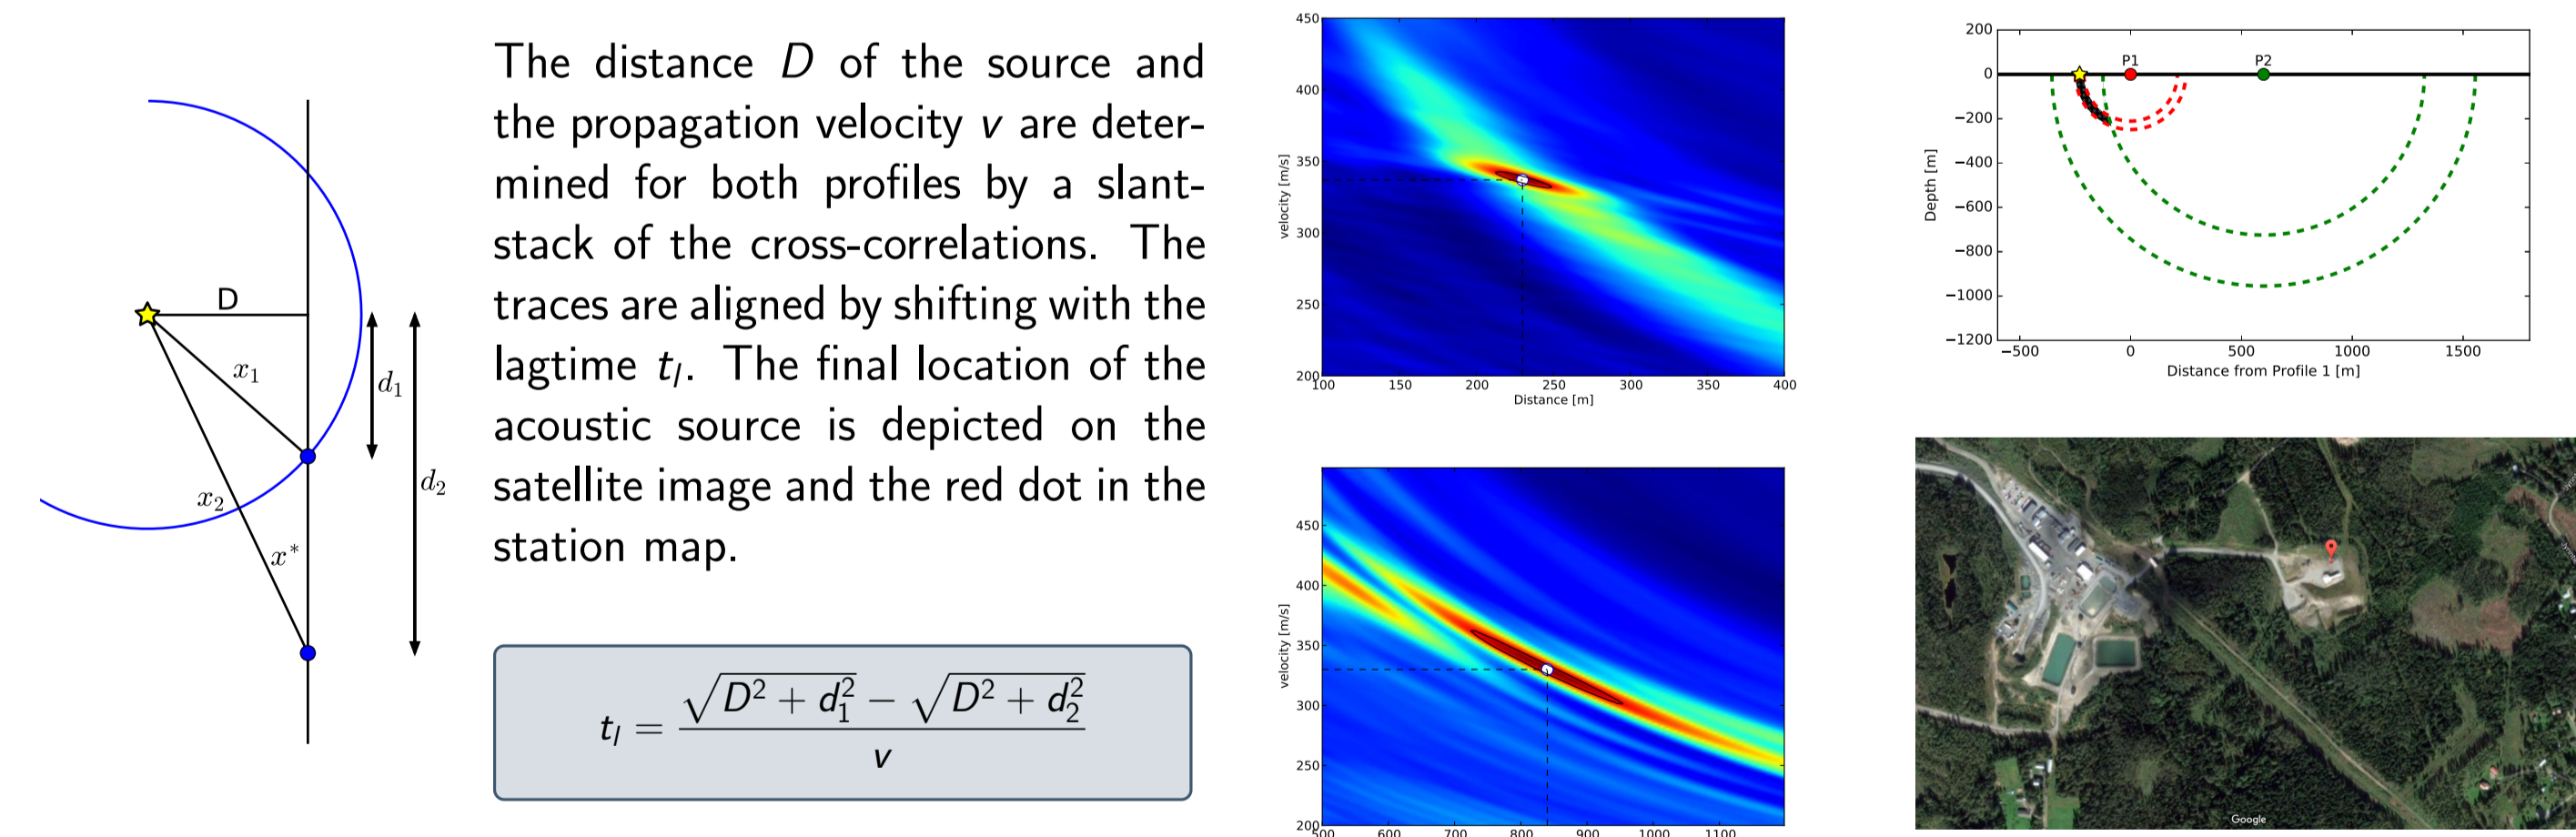 D
x1
d1
x2
d2
x*
The distance D of the source and
the propagation velocity v are deter-
mined for both profiles by a slant-
stack of the cross-correlations. The
traces are aligned by shifting with the
lagtime tl. The final location of the
acoustic source is depicted on the
satellite image and the red dot in the
station map.
tl = √D² + d₁² − √D² + d₂²
v
450
400
350
300
250
200
velocity [m/s]
100 150 200 250 300 350 400
Distance [m]
450
400
350
300
250
200
velocity [m/s]
500 600 700 800 900 1000 1100
200
0
−200
−400
−600
−800
−1000
−1200
Depth [m]
P1 P2
−500 0 500 1000 1500
Distance from Profile 1 [m]
Google